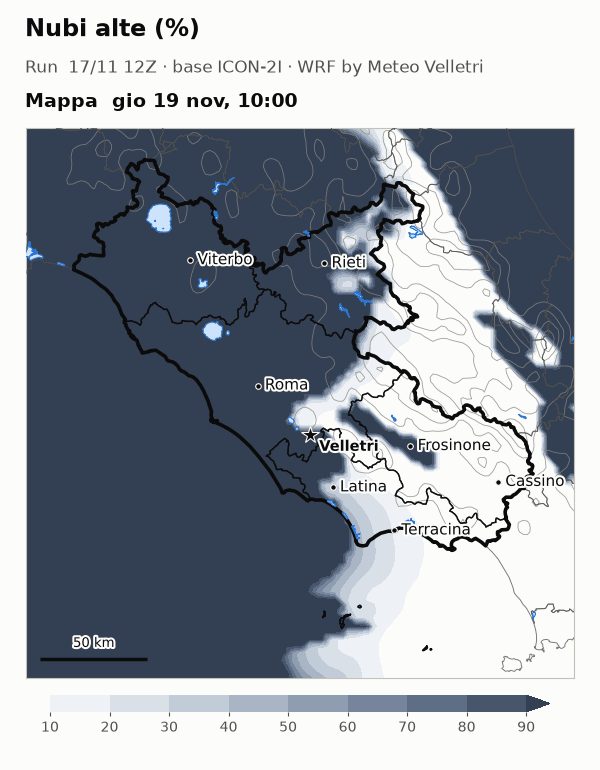 Nubi alte (%)
Run 17/11 12Z · base ICON-2I · WRF by Meteo Velletri
Mappa gio 19 nov, 10:00
Viterbo
Rieti
Roma
Velletri
Frosinone
Latina
Cassino
Terracina
50 km
10 20 30 40 50 60 70 80 90